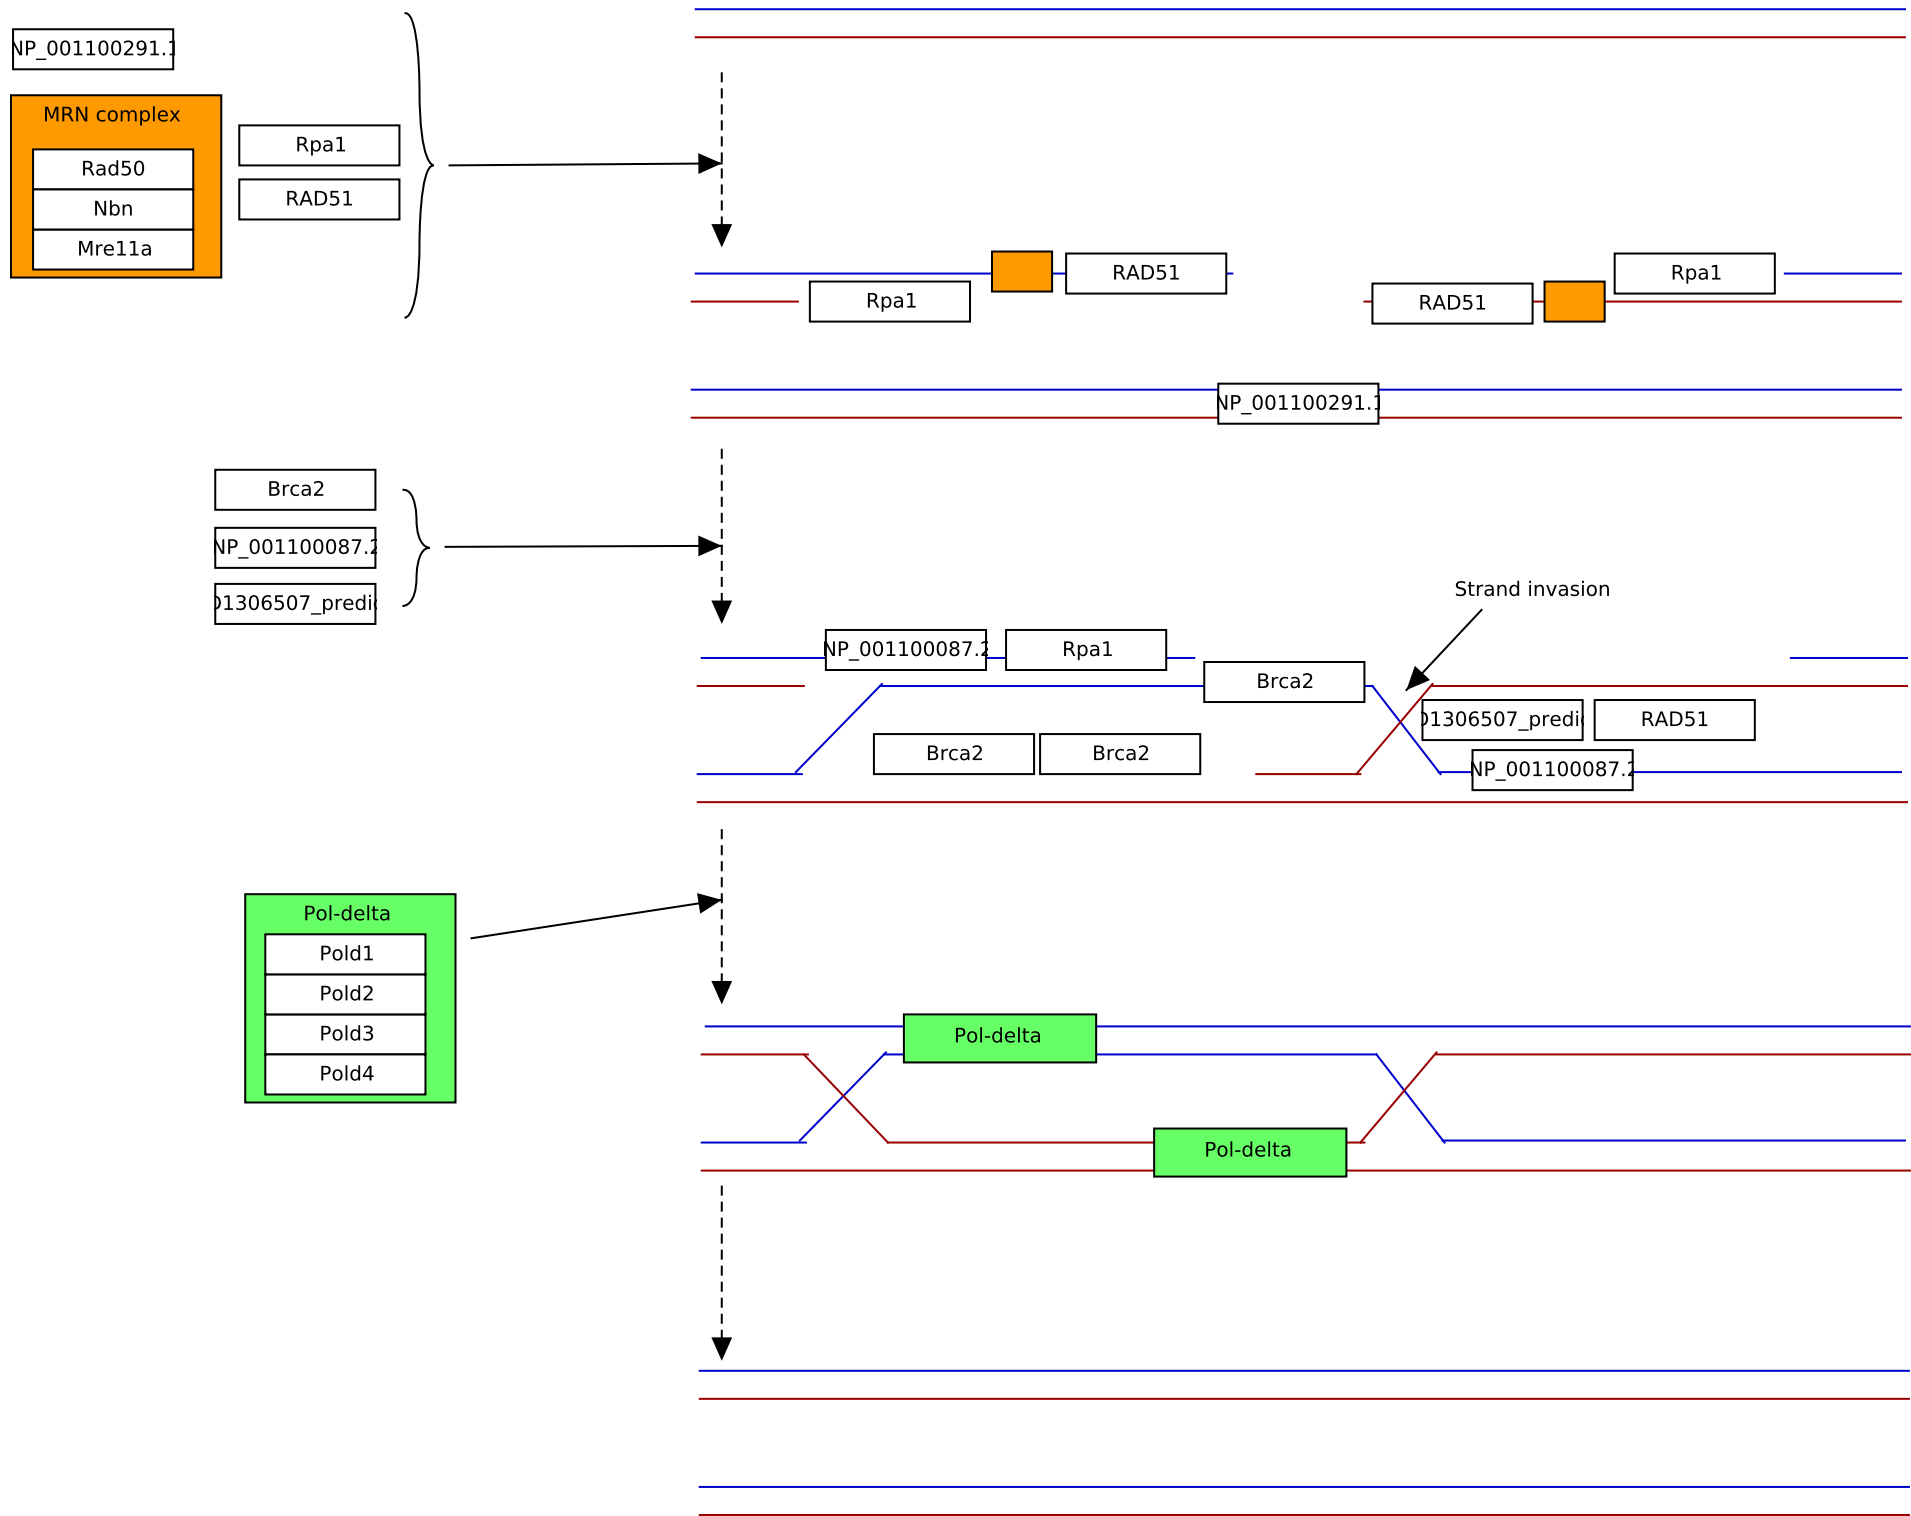 NP_001100291.1
MRN complex
Rad50
Nbn
Mre11a
Rpa1
RAD51
RAD51
Rpa1
Rpa1
RAD51
NP_001100291.1
Brca2
NP_001100087.2
D1306507_predic
Strand invasion
NP_001100087.2
Rpa1
Brca2
D1306507_predic
RAD51
Brca2
Brca2
NP_001100087.2
Pol-delta
Pold1
Pold2
Pold3
Pold4
Pol-delta
Pol-delta